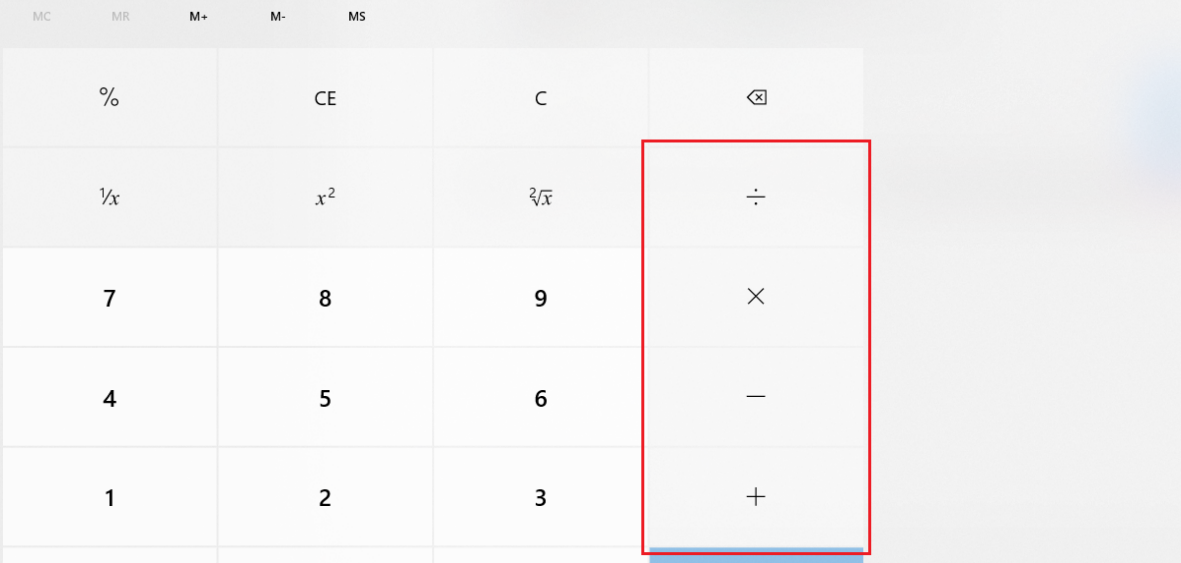 MC MR M+ M- MS
% CE C ⌫
¹⁄x x² ²√x ÷
7 8 9 ×
4 5 6 −
1 2 3 +